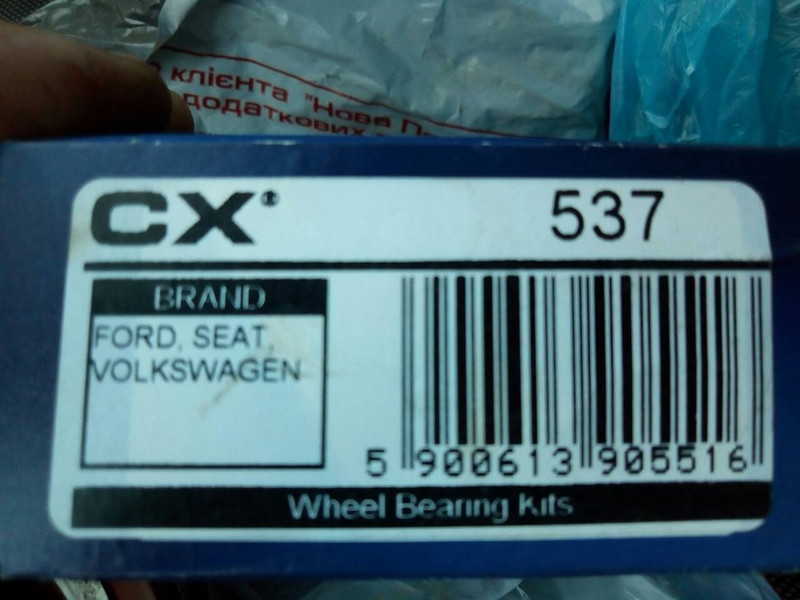 клієнта "Нова
додаткових
CX®
537
BRAND
FORD, SEAT,
VOLKSWAGEN
5 900613 905516
Wheel Bearing Kits